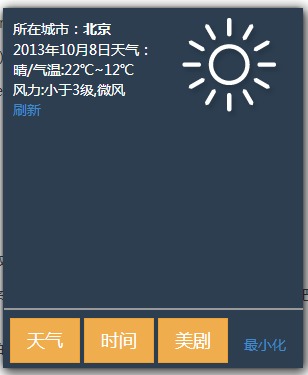 所在城市：北京
2013年10月8日天气：
晴/气温:22℃~12℃
风力:小于3级,微风
刷新
天气 时间 美剧 最小化